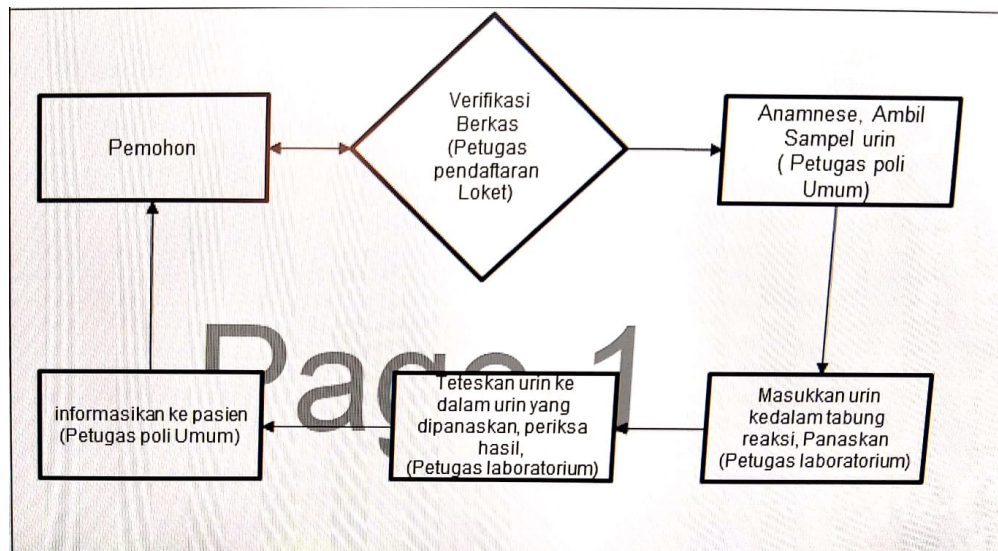 Pemohon
Verifikasi
Berkas
(Petugas
pendaftaran
Loket)
Anamnese, Ambil
Sampel urin
( Petugas poli
Umum)
Masukkan urin
kedalam tabung
reaksi, Panaskan
(Petugas laboratorium)
Teteskan urin ke
dalam urin yang
dipanaskan, periksa
hasil,
(Petugas laboratorium)
informasikan ke pasien
(Petugas poli Umum)
Page 1